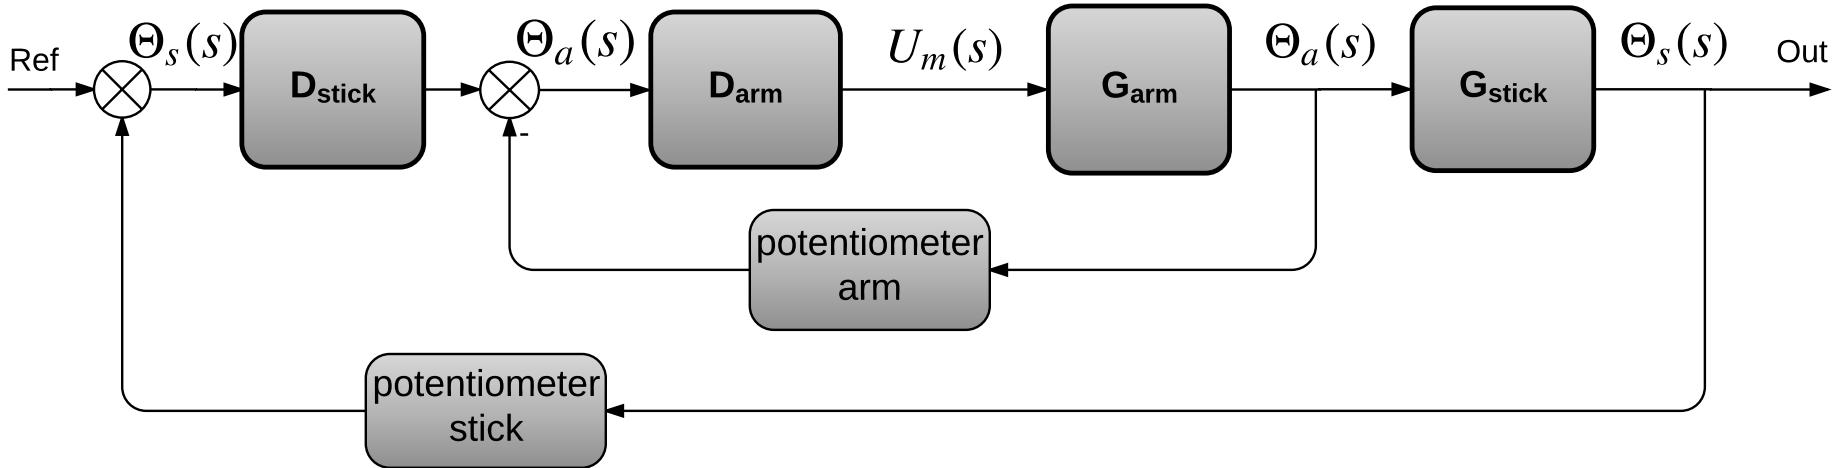 Ref
Θs(s)
Dstick
Θa(s)
Darm
Um(s)
Garm
Θa(s)
Gstick
Θs(s)
Out
-
potentiometer
arm
potentiometer
stick